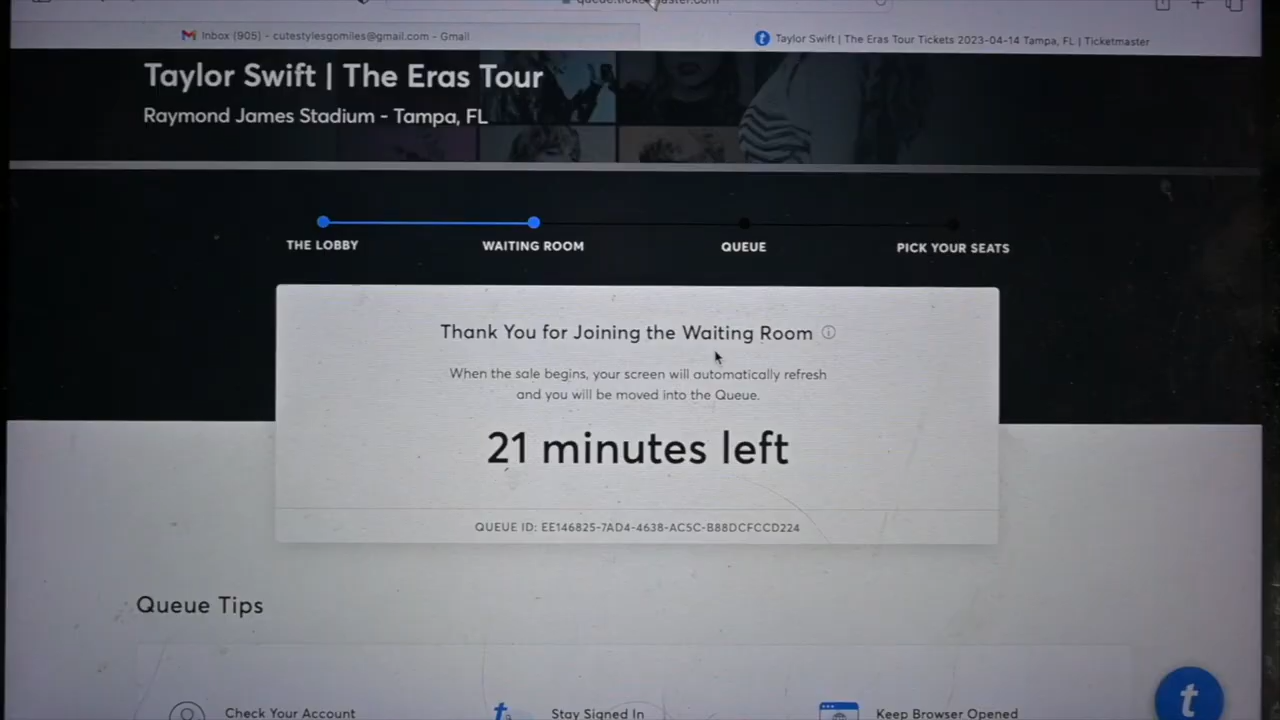 Inbox (905) - cutestylesgomiles@gmail.com - Gmail
Taylor Swift | The Eras Tour Tickets 2023-04-14 Tampa, FL | Ticketmaster
Taylor Swift | The Eras Tour
Raymond James Stadium - Tampa, FL
THE LOBBY
WAITING ROOM
QUEUE
PICK YOUR SEATS
Thank You for Joining the Waiting Room
When the sale begins, your screen will automatically refresh
and you will be moved into the Queue.
21 minutes left
QUEUE ID: EE146825-7AD4-4638-AC5C-B88DCFCCD224
Queue Tips
Check Your Account
Stay Signed In
Keep Browser Opened
t